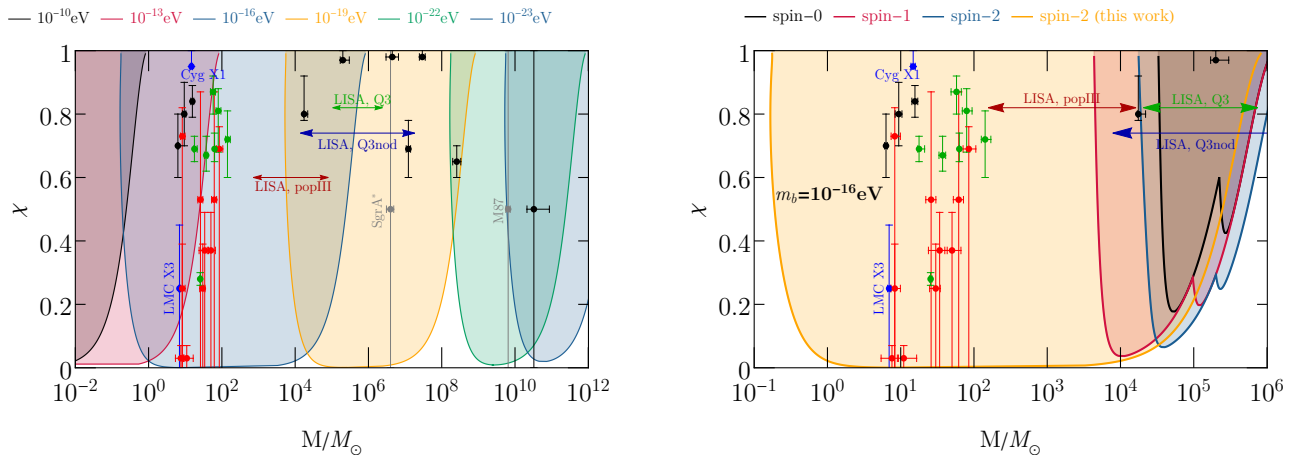 10⁻¹⁰eV 10⁻¹³eV 10⁻¹⁶eV 10⁻¹⁹eV 10⁻²²eV 10⁻²³eV
1
0.8
0.6
0.4
0.2
0
χ
Cyg X1
LISA, Q3
LISA, Q3nod
LISA, popIII
SgrA*
M87
LMC X3
10⁻² 10⁰ 10² 10⁴ 10⁶ 10⁸ 10¹⁰ 10¹²
M/M⊙
spin-0 spin-1 spin-2 spin-2 (this work)
1
0.8
0.6
0.4
0.2
0
χ
Cyg X1
LISA, popIII
LISA, Q3
LISA, Q3nod
m_b=10⁻¹⁶eV
LMC X3
10⁻¹ 10⁰ 10¹ 10² 10³ 10⁴ 10⁵ 10⁶
M/M⊙